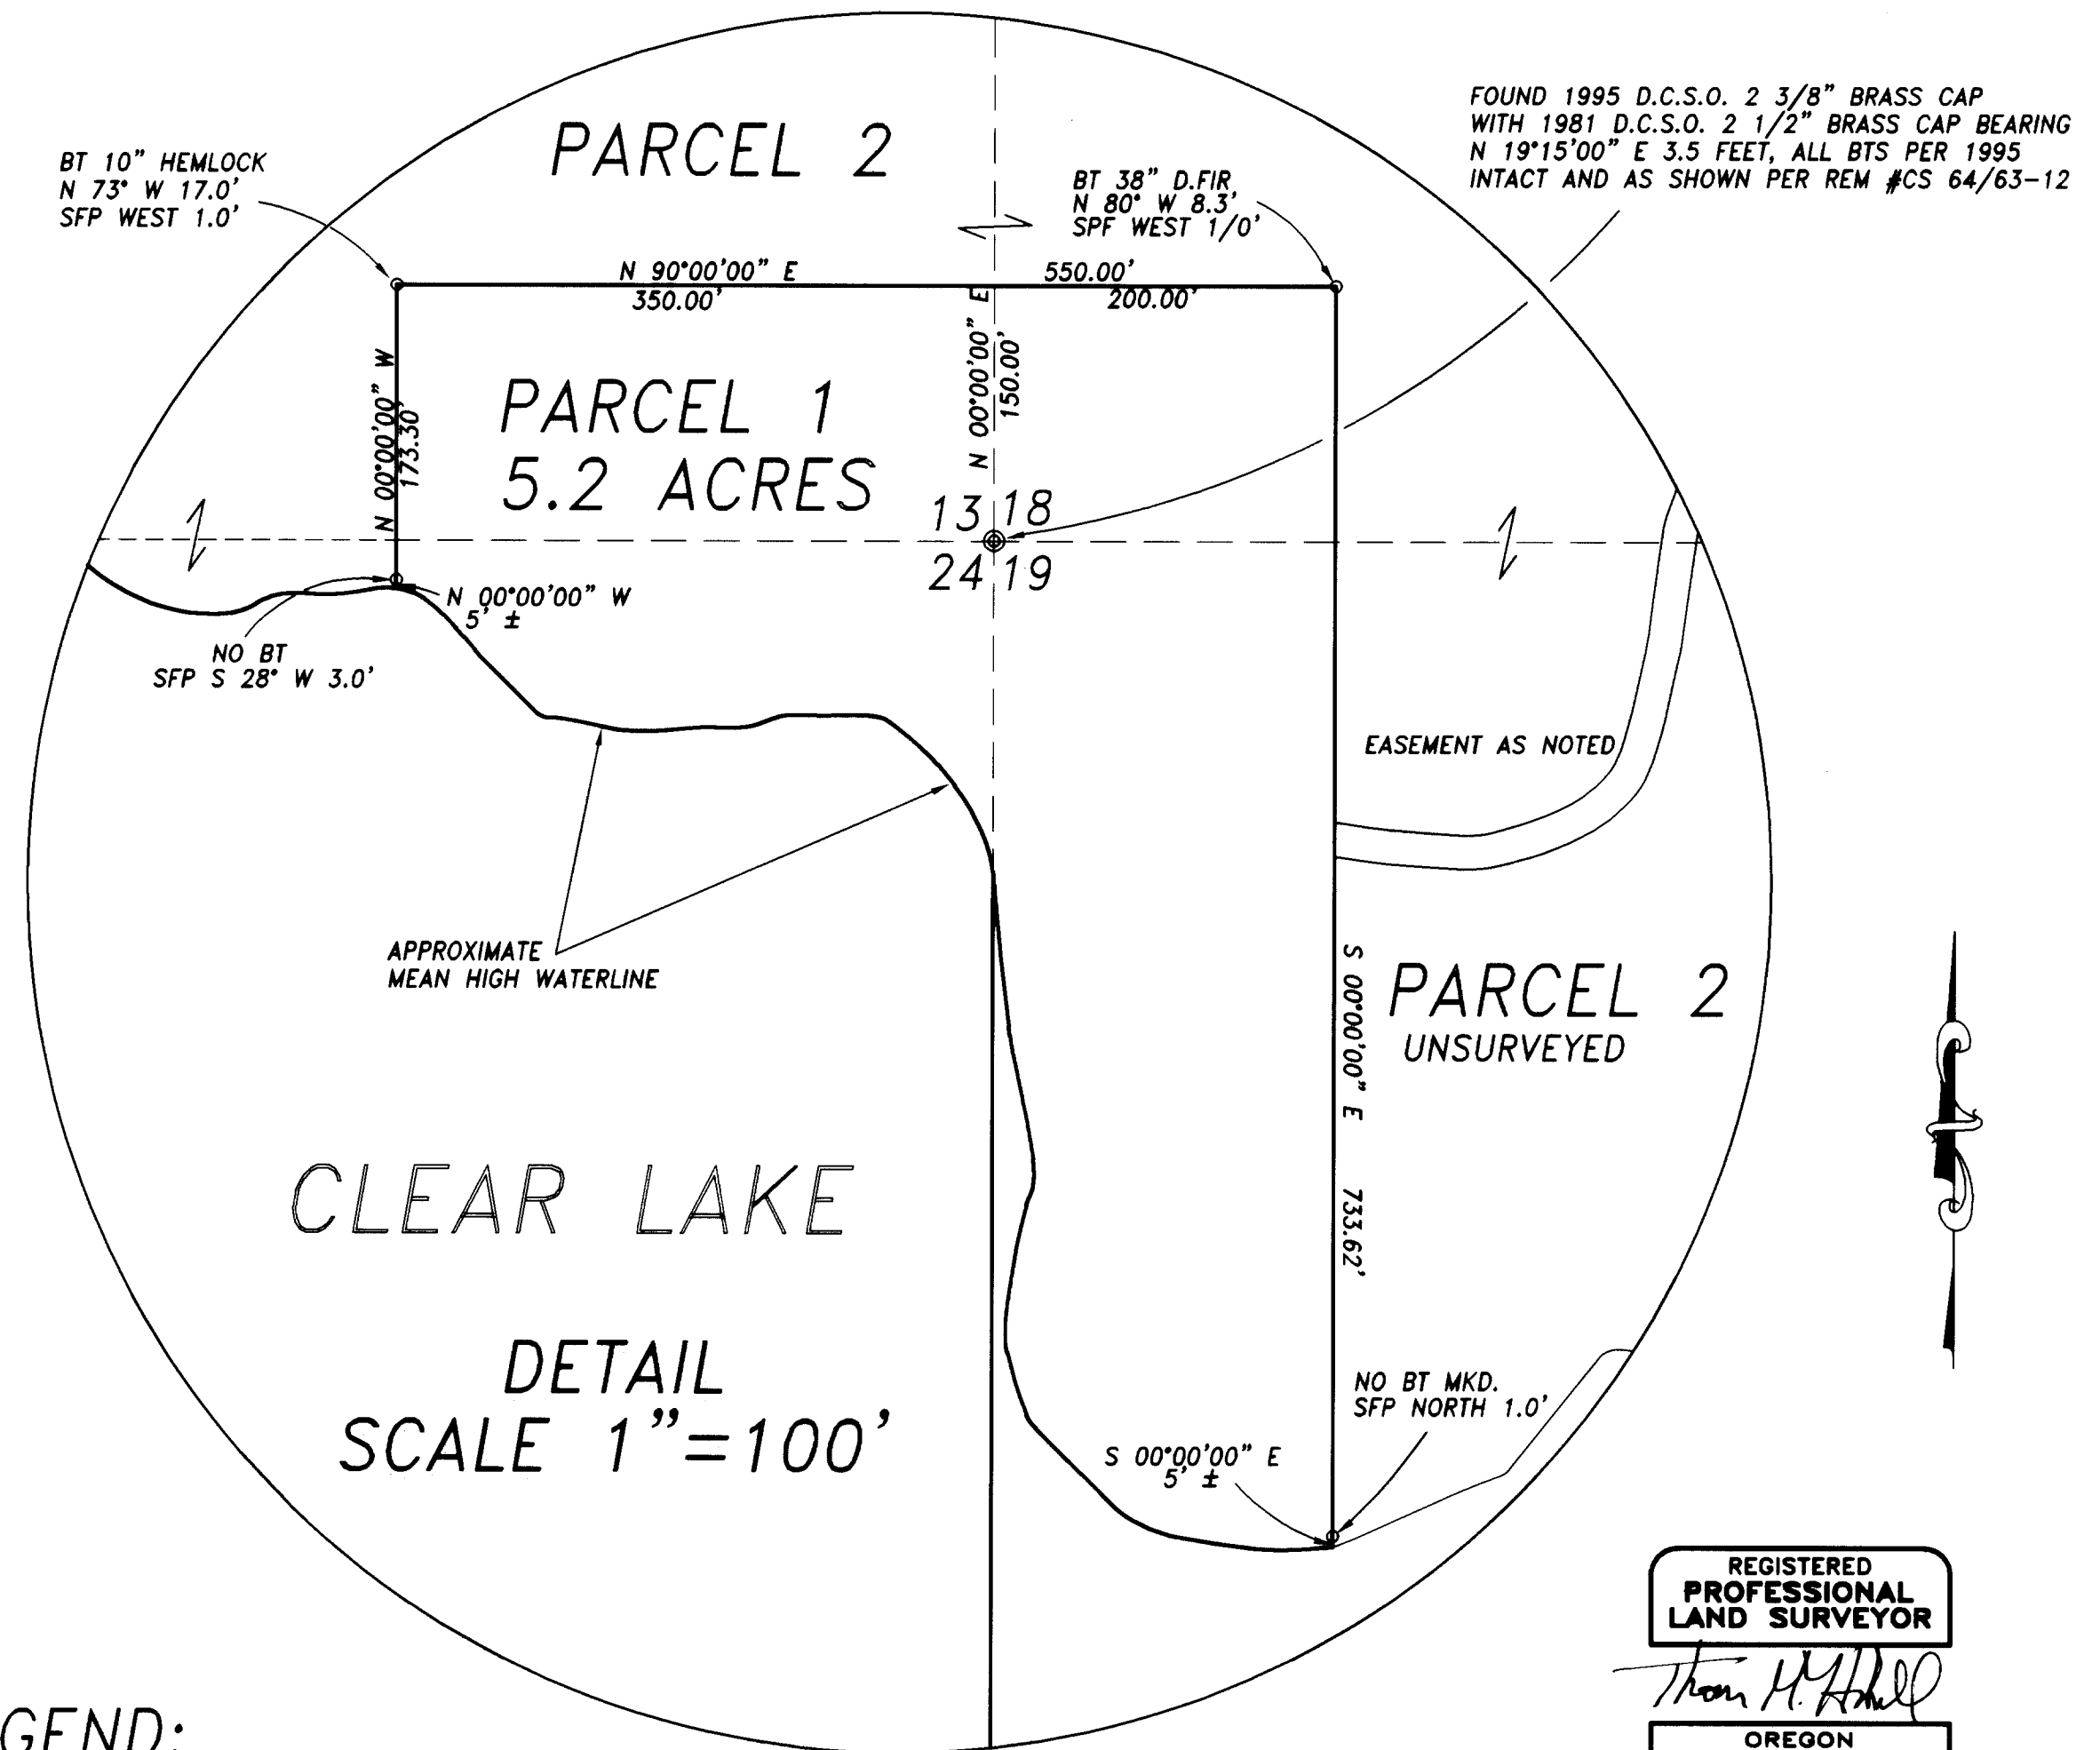 PARCEL 2
FOUND 1995 D.C.S.O. 2 3/8" BRASS CAP
WITH 1981 D.C.S.O. 2 1/2" BRASS CAP BEARING
N 19°15'00" E 3.5 FEET, ALL BTS PER 1995
INTACT AND AS SHOWN PER REM #CS 64/63-12
BT 10" HEMLOCK
N 73° W 17.0'
SFP WEST 1.0'
BT 38" D.FIR
N 80° W 8.3'
SPF WEST 1/0'
N 90°00'00" E
550.00'
350.00'
200.00'
N 00°00'00" W
173.30'
N 00°00'00" E
150.00'
PARCEL 1
5.2 ACRES
13 18
24 19
N 00°00'00" W
5' ±
NO BT
SFP S 28° W 3.0'
EASEMENT AS NOTED
APPROXIMATE
MEAN HIGH WATERLINE
S 00°00'00" E 733.62'
PARCEL 2
UNSURVEYED
CLEAR LAKE
DETAIL
SCALE 1"=100'
NO BT MKD.
SFP NORTH 1.0'
S 00°00'00" E
5' ±
REGISTERED
PROFESSIONAL
LAND SURVEYOR
OREGON
GEND: